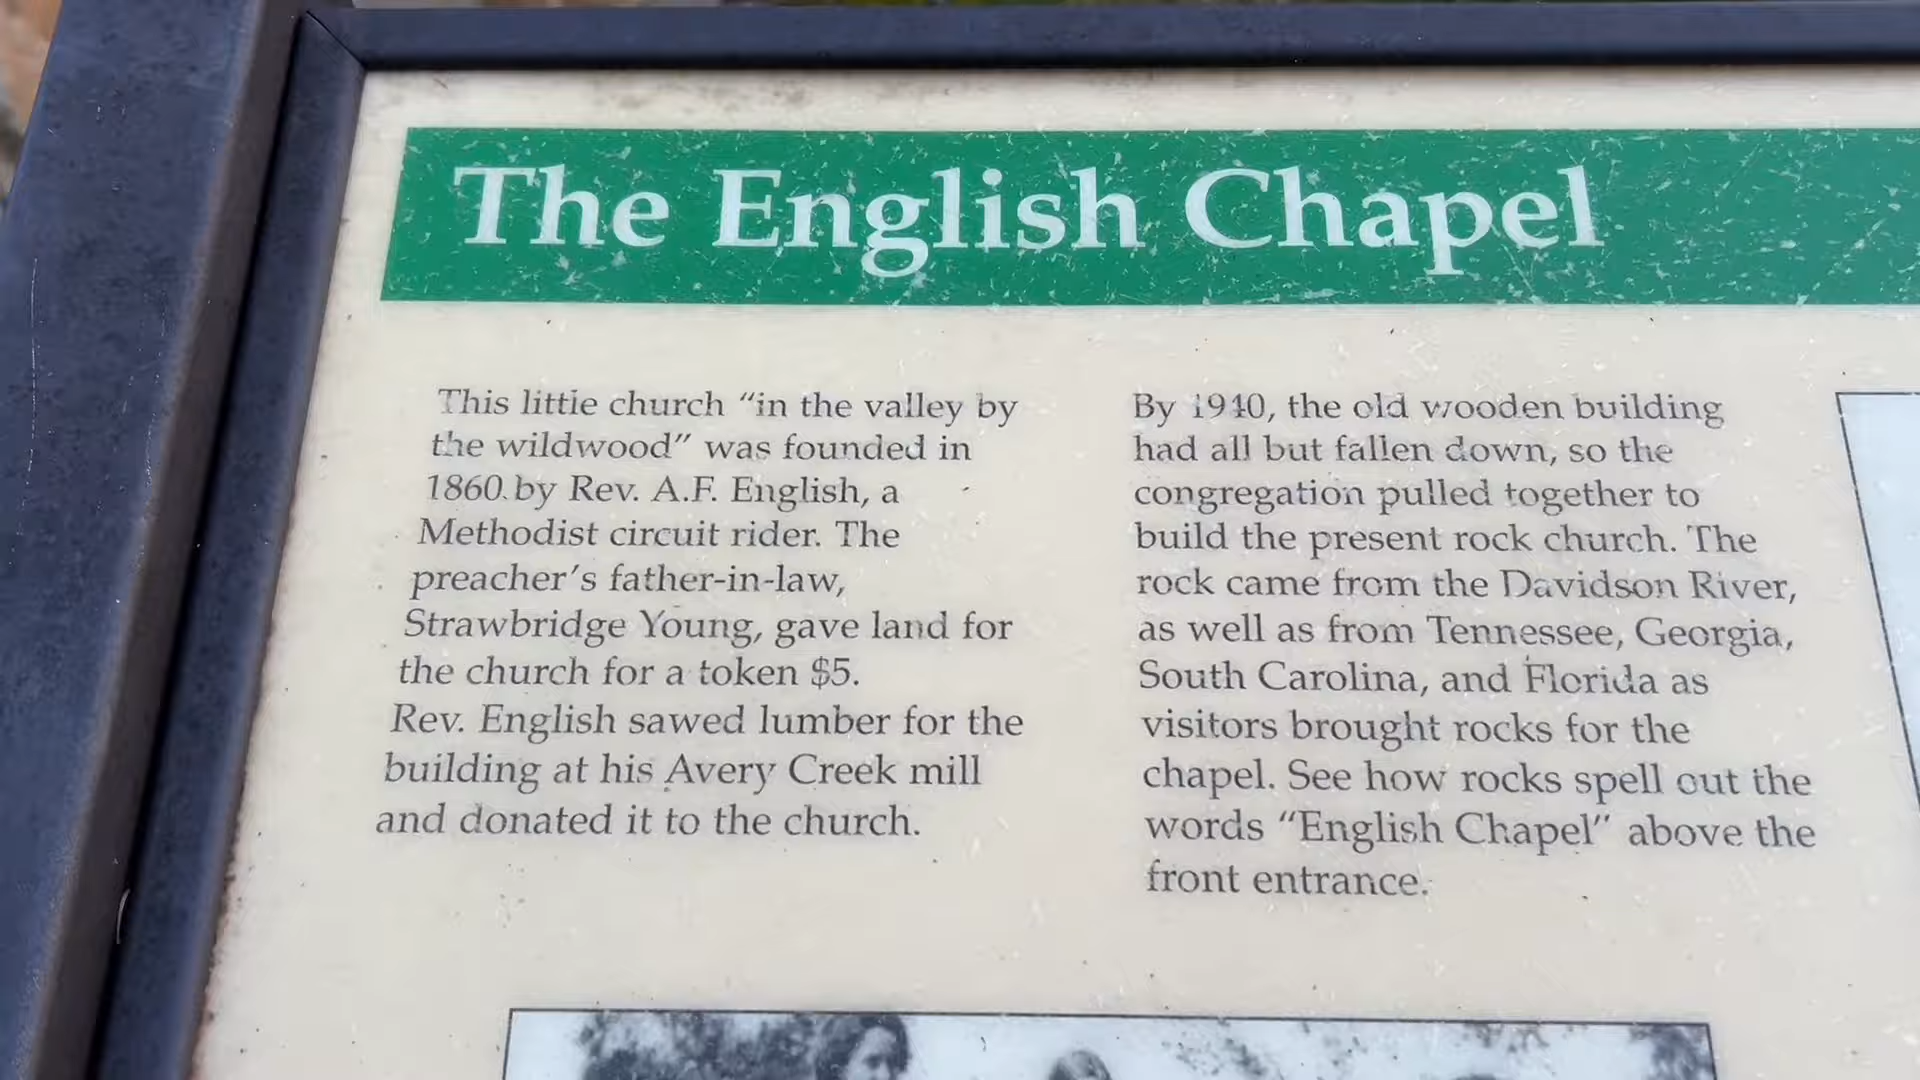 The English Chapel
This little church "in the valley by
the wildwood" was founded in
1860 by Rev. A.F. English, a
Methodist circuit rider. The
preacher's father-in-law,
Strawbridge Young, gave land for
the church for a token $5.
Rev. English sawed lumber for the
building at his Avery Creek mill
and donated it to the church.
By 1940, the old wooden building
had all but fallen down, so the
congregation pulled together to
build the present rock church. The
rock came from the Davidson River,
as well as from Tennessee, Georgia,
South Carolina, and Florida as
visitors brought rocks for the
chapel. See how rocks spell out the
words "English Chapel" above the
front entrance.